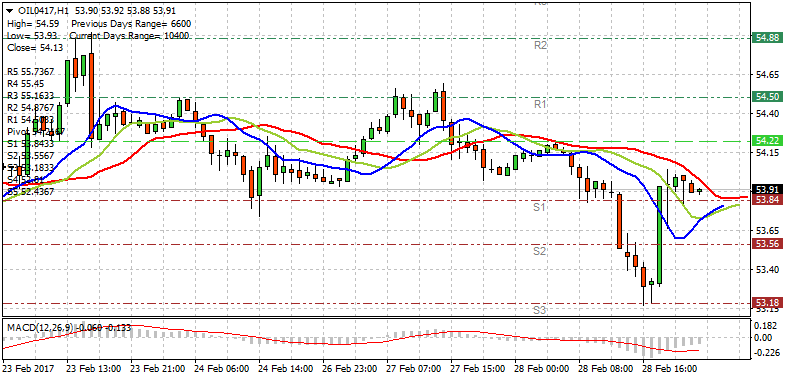 OIL0417,H1 53.90 53.92 53.88 53.91
High= 54.59 Previous Days Range= 6600
Low= 53.93 Current Days Range= 10400
Close= 54.13
R5 55.7367
R4 55.45
R3 55.1633
R2 54.8767
R1 54.5033
S1 53.8433
S2 53.5567
S5 52.4367
R2
R1
S1
S2
S3
54.88
54.65
54.50
54.40
54.22
54.15
53.91
53.84
53.65
53.56
53.40
53.18
53.15
MACD(12,26,9) -0.060 -0.133
0.182
0.00
-0.226
23 Feb 2017
23 Feb 13:00
23 Feb 21:00
24 Feb 06:00
24 Feb 14:00
26 Feb 23:00
27 Feb 07:00
27 Feb 15:00
28 Feb 00:00
28 Feb 08:00
28 Feb 16:00